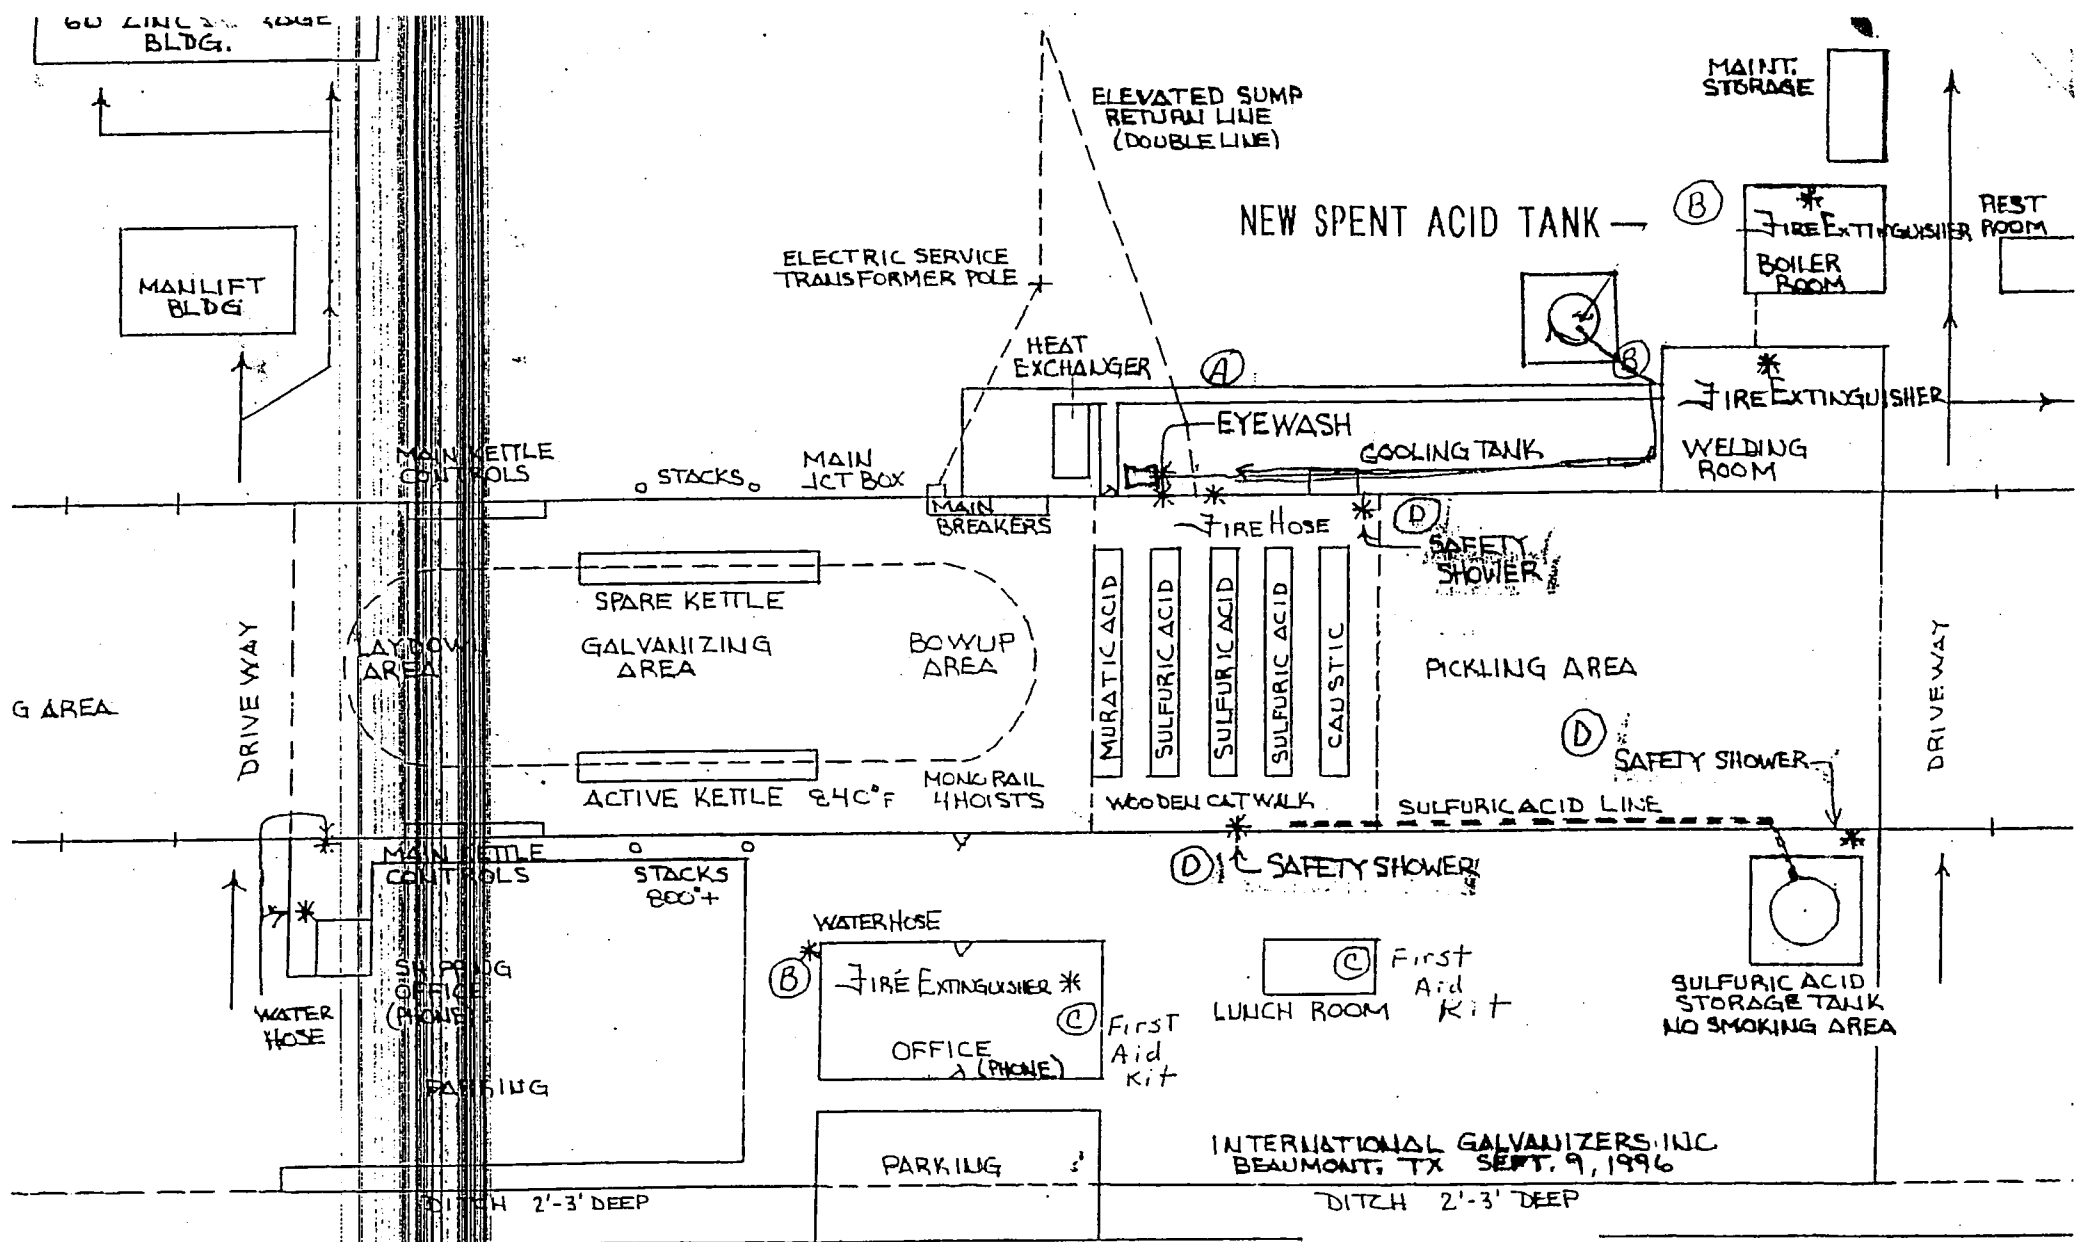 BLDG.
MAINT.
STORAGE
ELEVATED SUMP
RETURN LINE
(DOUBLE LINE)
B
NEW SPENT ACID TANK
FIRE EXTINGUISHER
REST
ROOM
BOILER
ROOM
MANLIFT
BLDG
ELECTRIC SERVICE
TRANSFORMER POLE
HEAT
EXCHANGER
A
B
FIRE EXTINGUISHER
EYEWASH
COOLING TANK
WELDING
ROOM
MAIN KETTLE
CONTROLS
STACKS
MAIN
JCT BOX
MAIN
BREAKERS
FIRE HOSE
D
SAFETY
SHOWER
SPARE KETTLE
LAYDOWN
AREA
GALVANIZING
AREA
BOWUP
AREA
MURATIC ACID
SULFURIC ACID
SULFURIC ACID
SULFURIC ACID
CAUSTIC
PICKLING AREA
G AREA
DRIVEWAY
DRIVEWAY
D
SAFETY SHOWER
ACTIVE KETTLE 840°F
MONORAIL
4 HOISTS
WOODEN CATWALK
SULFURIC ACID LINE
MAIN KETTLE
CONTROLS
STACKS
800°+
D
SAFETY SHOWER
WATER HOSE
B
FIRE EXTINGUISHER
C
First
Aid
Kit
OFFICE
(PHONE)
C
First
Aid
Kit
LUNCH ROOM
SULFURIC ACID
STORAGE TANK
NO SMOKING AREA
SHIPPING
OFFICE
(PHONE)
WATER
HOSE
PARKING
PARKING
INTERNATIONAL GALVANIZERS INC
BEAUMONT, TX SEPT. 9, 1996
DITCH 2'-3' DEEP
DITCH 2'-3' DEEP